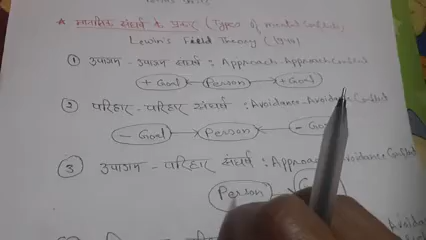 * मानसिक संघर्ष के प्रकार (Types of mental Conflict)
Lewin's Field Theory
① उपागम - उपागम संघर्ष : Approach-Approach Conflict
+ Goal Person + Goal
② परिहार - परिहार संघर्ष : Avoidance-Avoidance Conflict
- Goal Person -
③ उपागम - परिहार संघर्ष : Approach Avoidance Conflict
Person